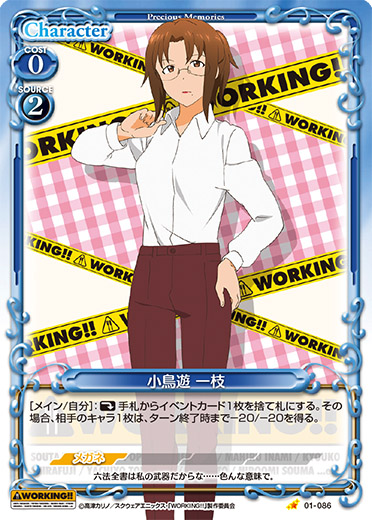 Precious Memories
Character
COST
0
SOURCE
2
WORKING!!
WORKING!!
WORKING!!
WORKING!!
WORKING!!
WORKING!!
小鳥遊 一枝
[メイン/自分]：手札からイベントカード1枚を捨て札にする。その
場合、相手のキャラ1枚は、ターン終了時まで－20/－20を得る。
メガネ
六法全書は私の武器だからな……色んな意味で。
WORKING!!
©高津カリノ／スクウェアエニックス・「WORKING!!」製作委員会
01-086